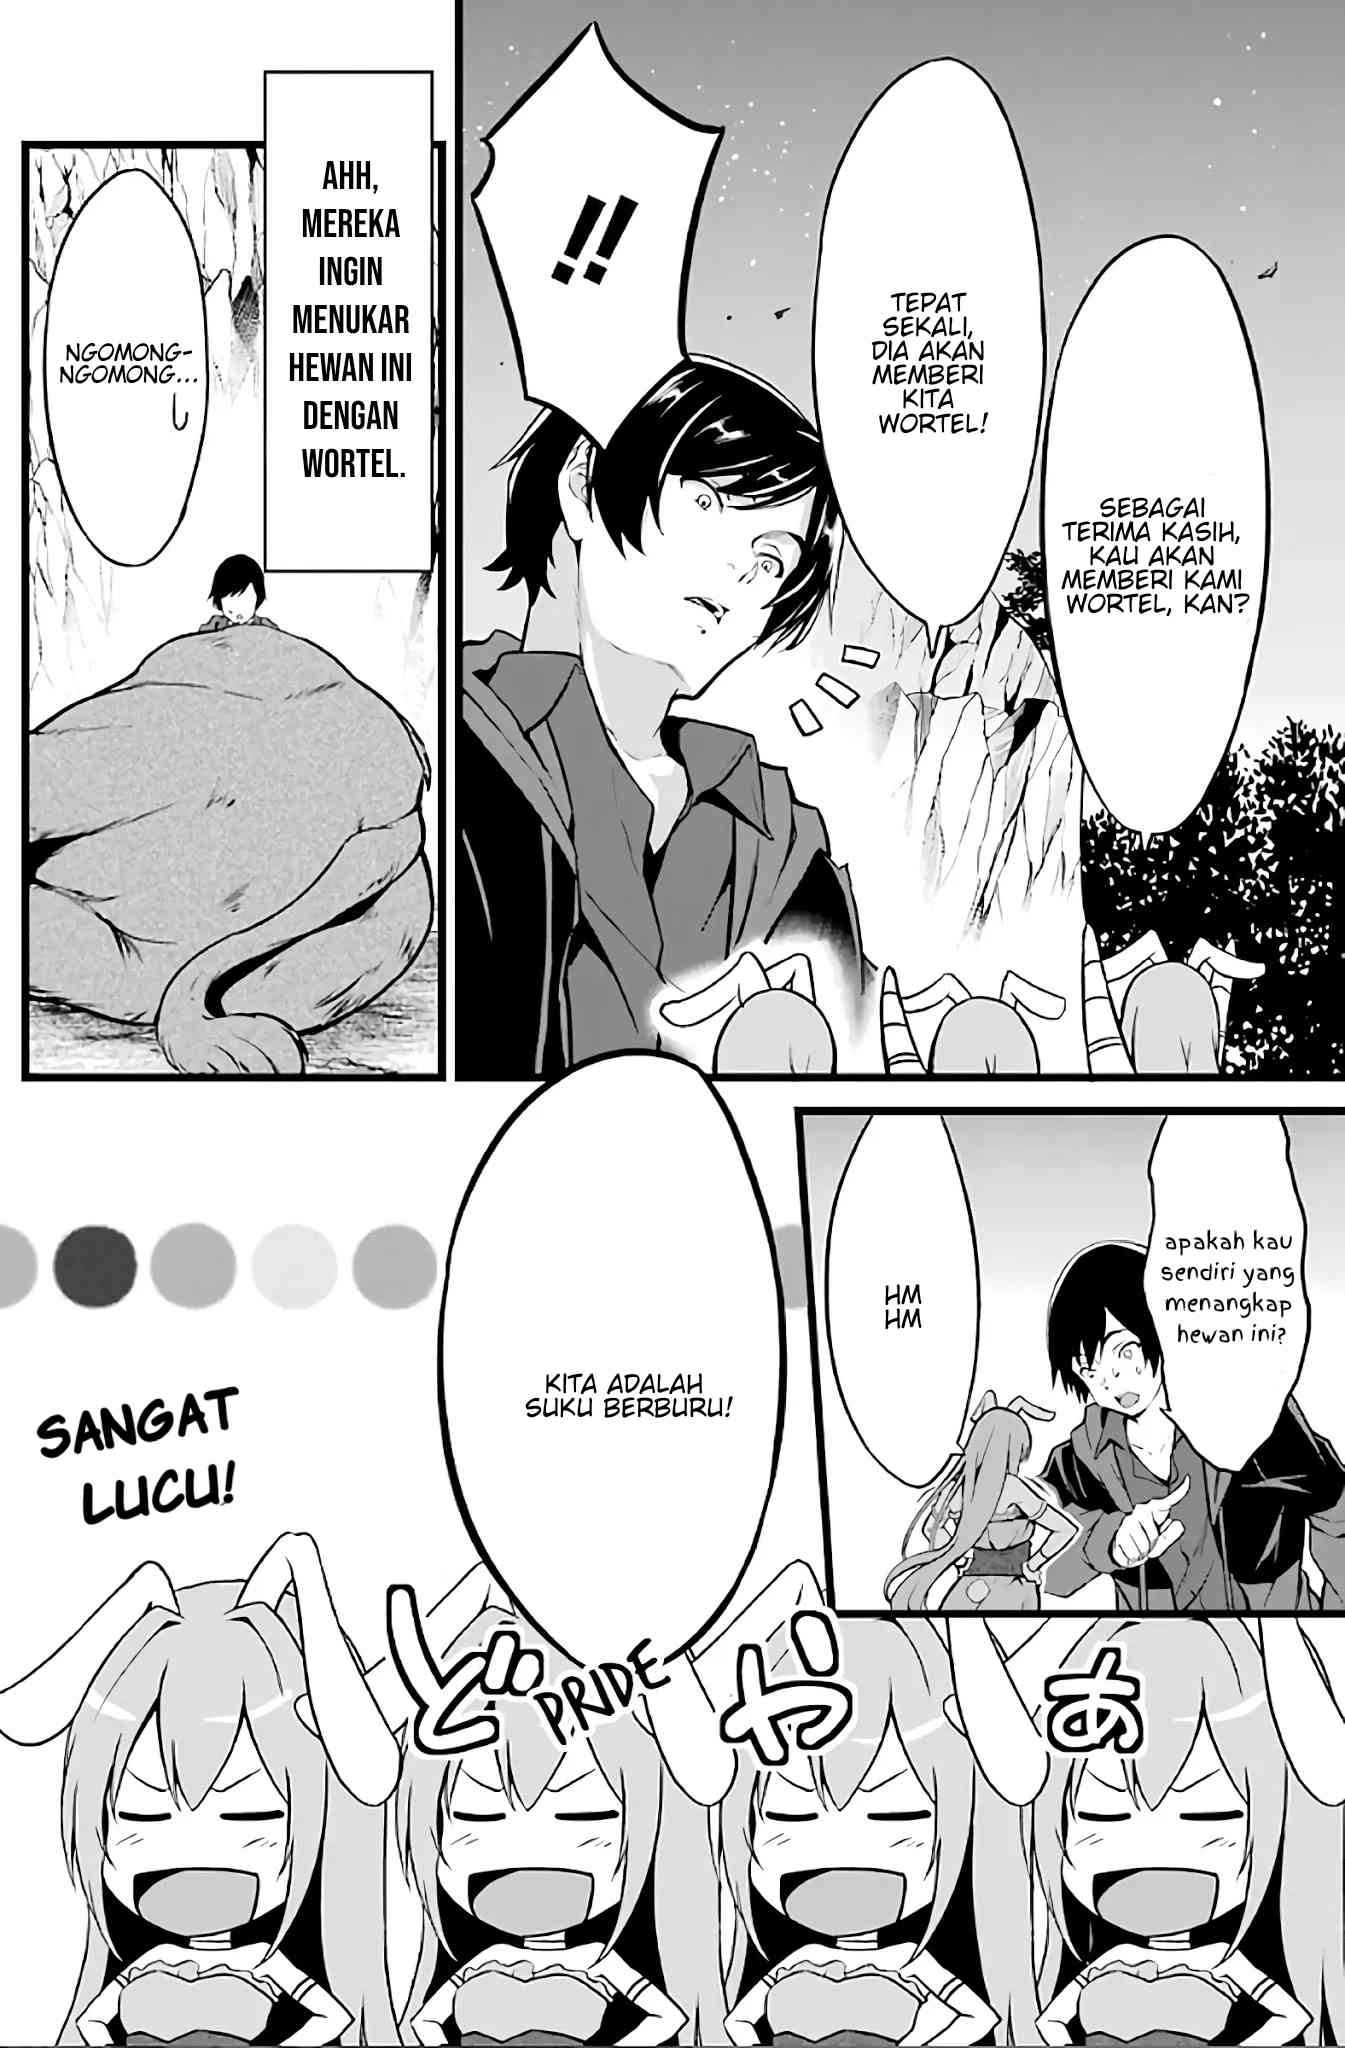 SEBAGAI
TERIMA KASIH,
KAU AKAN
MEMBERI KAMI
WORTEL, KAN?
TEPAT
SEKALI,
DIA AKAN
MEMBERI
KITA
WORTEL!
!!
AHH,
MEREKA
INGIN
MENUKAR
HEWAN INI
DENGAN
WORTEL.
NGOMONG-
NGOMONG...
apakah kau
sendiri yang
menangkap
hewan ini?
HM
HM
KITA ADALAH
SUKU BERBURU!
SANGAT
LUCU!
どやぁ
PRIDE